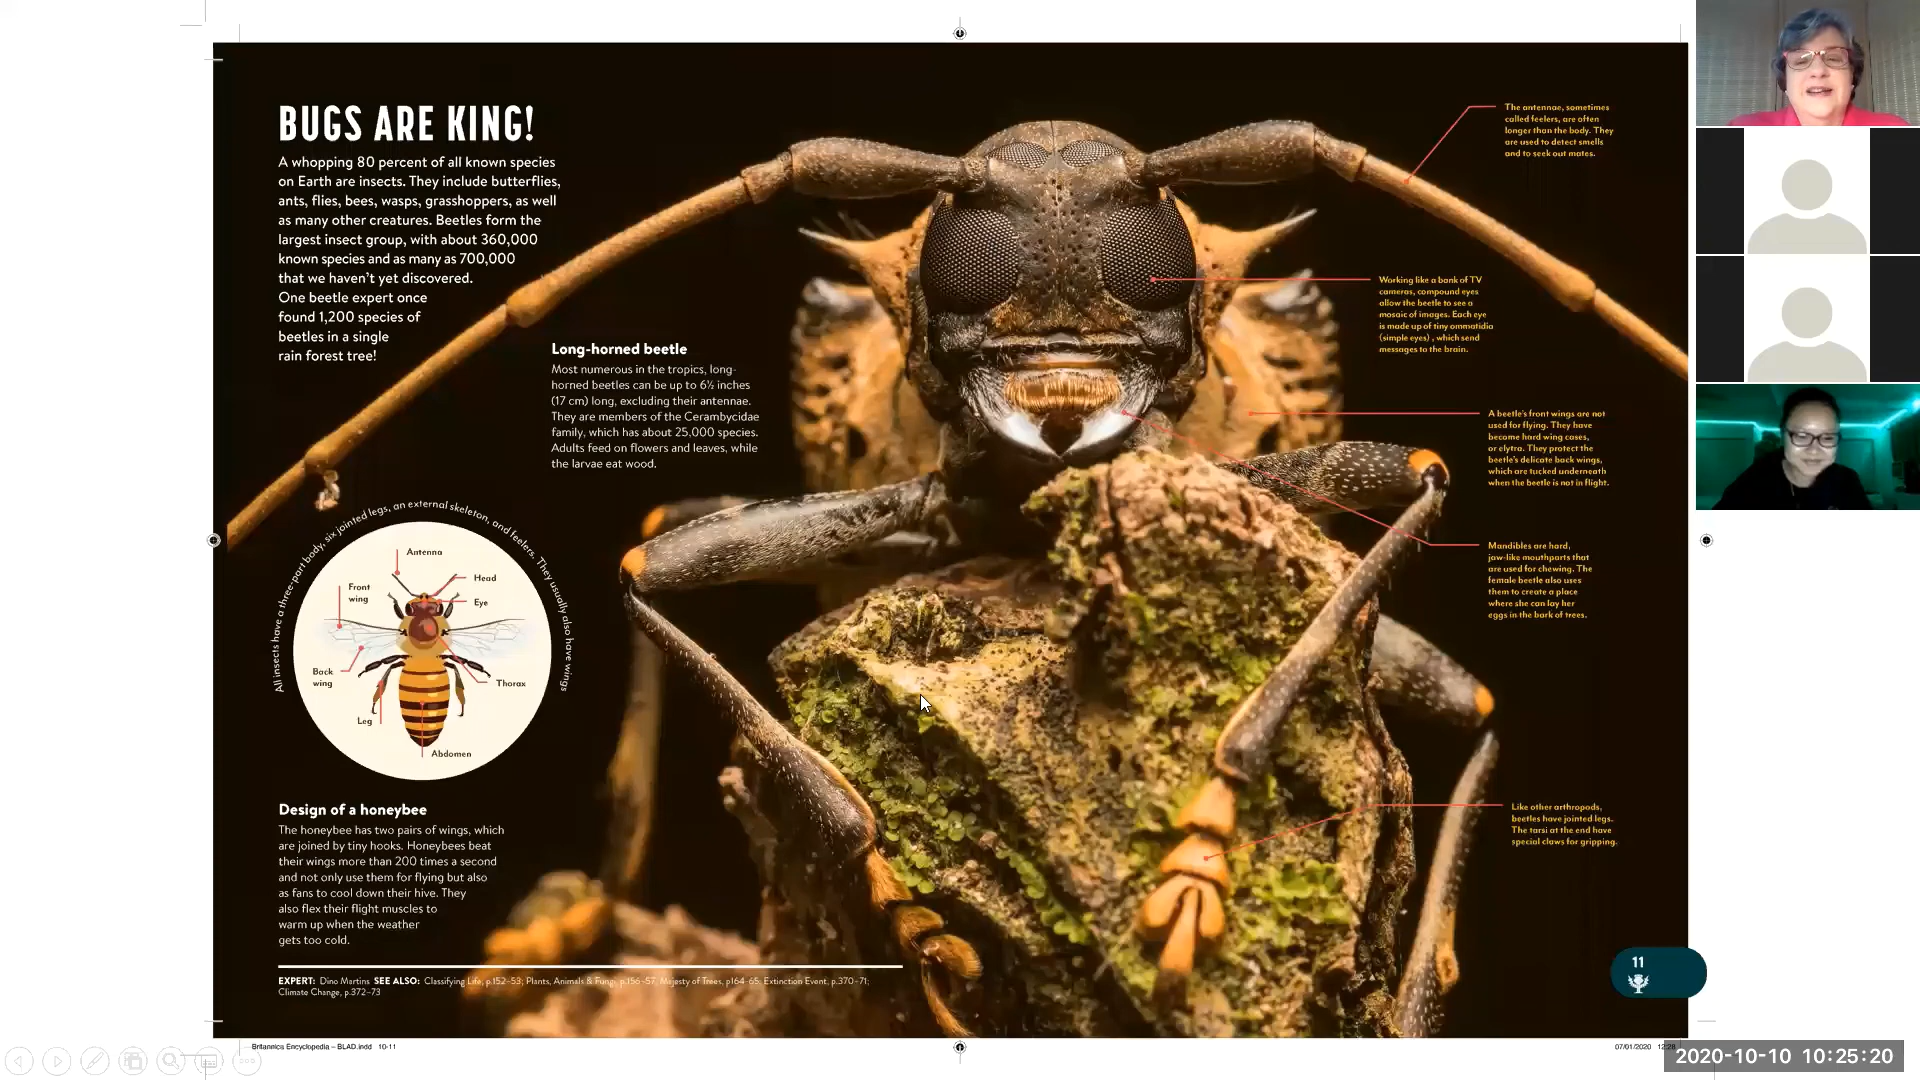 BUGS ARE KING!
A whopping 80 percent of all known species
on Earth are insects. They include butterflies,
ants, flies, bees, wasps, grasshoppers, as well
as many other creatures. Beetles form the
largest insect group, with about 360,000
known species and as many as 700,000
that we haven't yet discovered.
One beetle expert once
found 1,200 species of
beetles in a single
rain forest tree!
Long-horned beetle
Most numerous in the tropics, long-
horned beetles can be up to 6½ inches
(17 cm) long, excluding their antennae.
They are members of the Cerambycidae
family, which has about 25,000 species.
Adults feed on flowers and leaves, while
the larvae eat wood.
The antennae, sometimes
called feelers, are often
longer than the body. They
are used to detect smells
and to seek out mates.
Working like a bank of TV
cameras, compound eyes
allow the beetle to see a
mosaic of images. Each eye
is made up of tiny ommatidia
(simple eyes) , which send
messages to the brain.
A beetle's front wings are not
used for flying. They have
become hard wing cases,
or elytra. They protect the
beetle's delicate back wings,
which are tucked underneath
when the beetle is not in flight.
Mandibles are hard,
jaw-like mouthparts that
are used for chewing. The
female beetle also uses
them to create a place
where she can lay her
eggs in the bark of trees.
Like other arthropods,
beetles have jointed legs.
The tarsi at the end have
special claws for gripping.
All insects have a three-part body, six jointed legs, an external skeleton, and feelers. They usually also have wings
Antenna
Head
Front
wing
Eye
Back
wing
Thorax
Leg
Abdomen
Design of a honeybee
The honeybee has two pairs of wings, which
are joined by tiny hooks. Honeybees beat
their wings more than 200 times a second
and not only use them for flying but also
as fans to cool down their hive. They
also flex their flight muscles to
warm up when the weather
gets too cold.
EXPERT: Dino Martins SEE ALSO: Classifying Life, p.152–53; Plants, Animals & Fungi, p.156–57; Majesty of Trees, p164-65; Extinction Event, p.370–71;
Climate Change, p.372–73
11
Britannica Encyclopedia – BLAD.indd 10-11
07/01/2020 12:28
2020-10-10 10:25:20